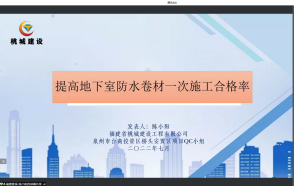 桃城建设
提高地下室防水卷材一次施工合格率
发表人：陈小阳
福建省桃城建设工程有限公司
泉州市台商投资区桥头安置区项目QC小组
二〇二二年七月